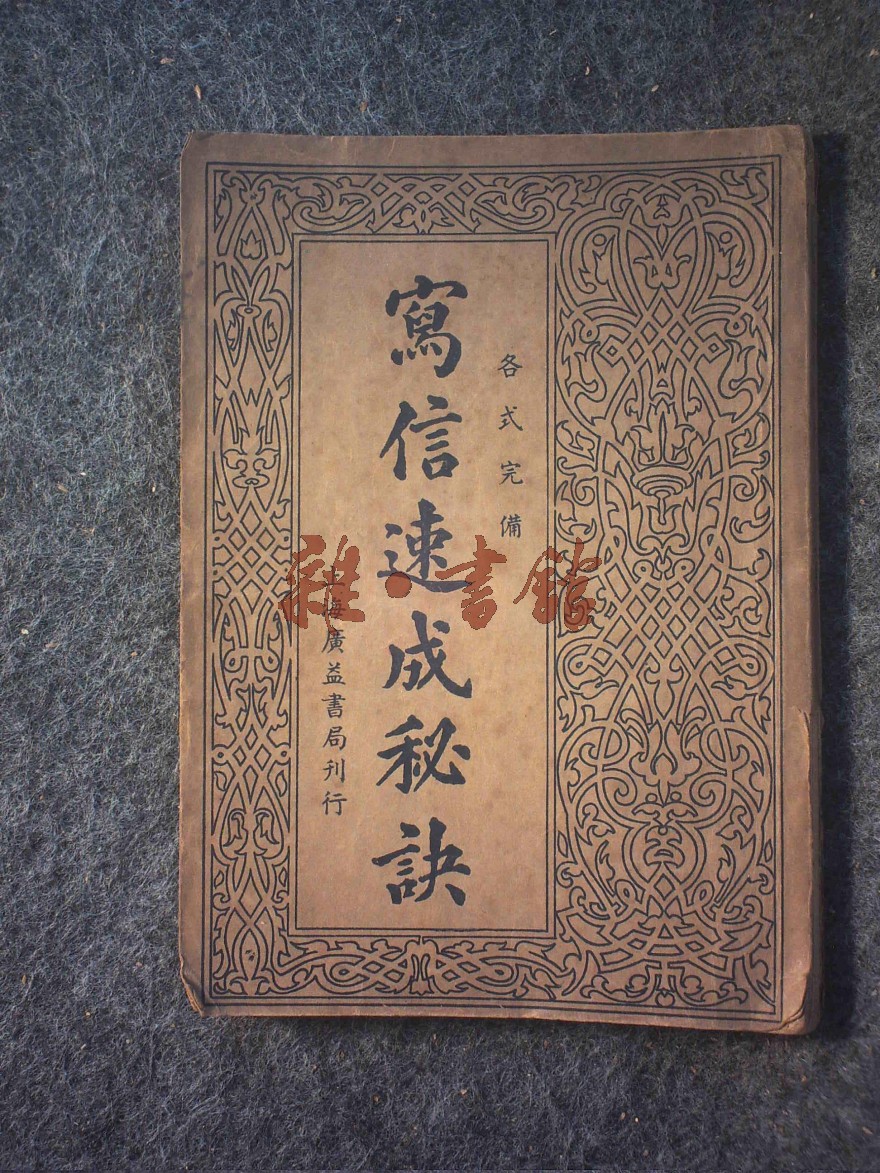 各式完備
寫信速成秘訣
上海廣益書局刊行
雜·書館